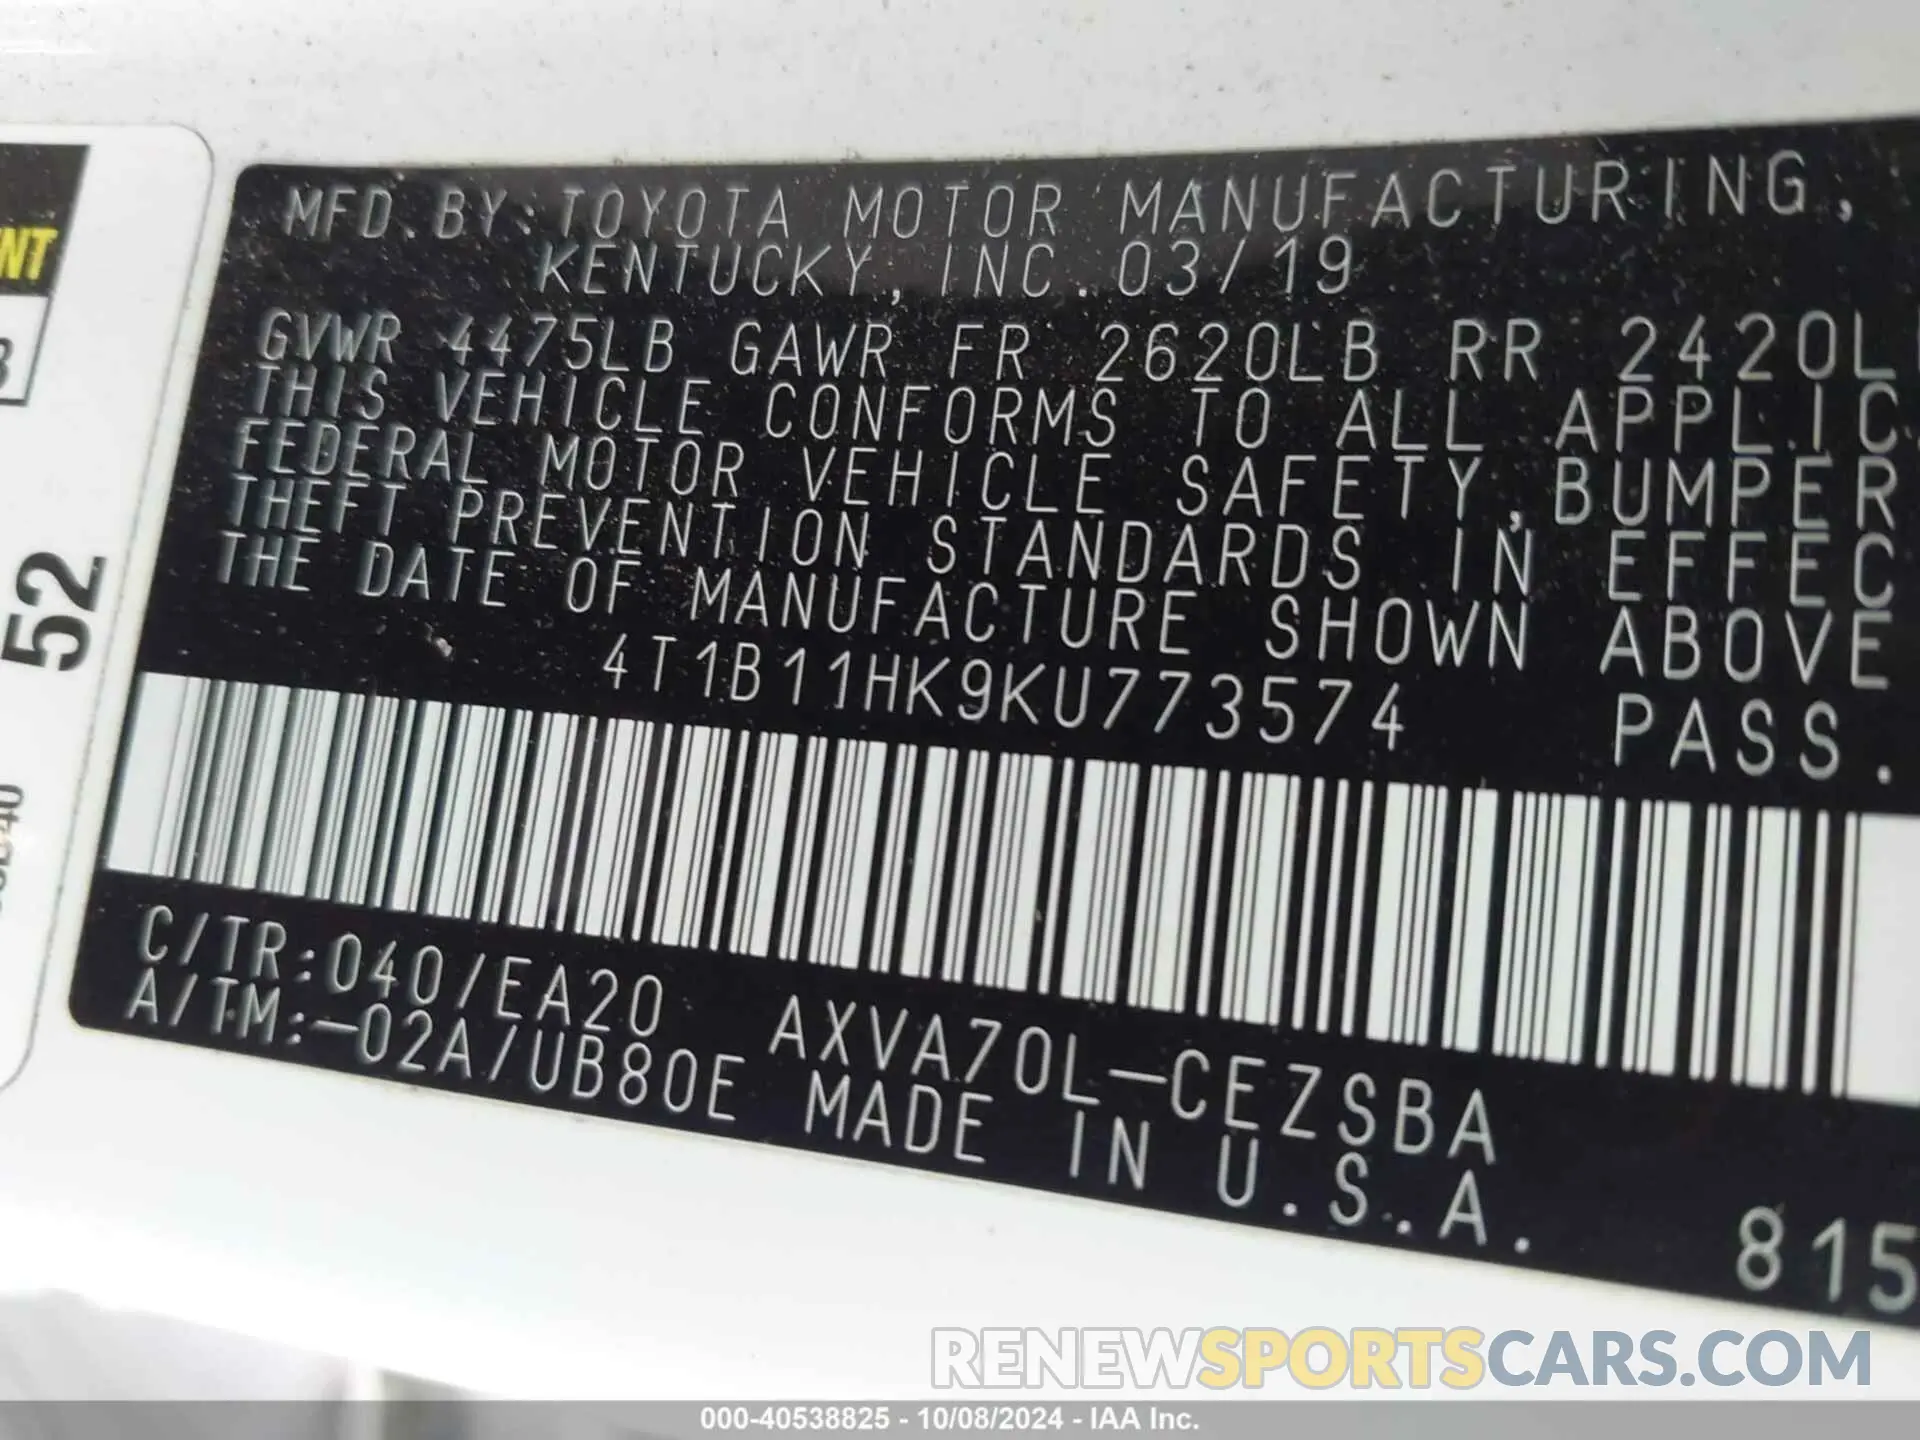 MFD.BY:TOYOTA MOTOR MANUFACTURING,
KENTUCKY, INC.03/19
GVWR 4475LB GAWR FR 2620LB RR 2420L
THIS VEHICLE CONFORMS TO ALL APPLIC
FEDERAL MOTOR VEHICLE SAFETY,BUMPER
THEFT PREVENTION STANDARDS IN EFFEC
THE DATE OF MANUFACTURE SHOWN ABOVE
4T1B11HK9KU773574 PASS.
C/TR:040/EA20 AXVA70L-CEZSBA
A/TM:-02A/UB80E MADE IN U.S.A.
815
NT
52
RENEWSPORTSCARS.COM
000-40538825 - 10/08/2024 - IAA Inc.